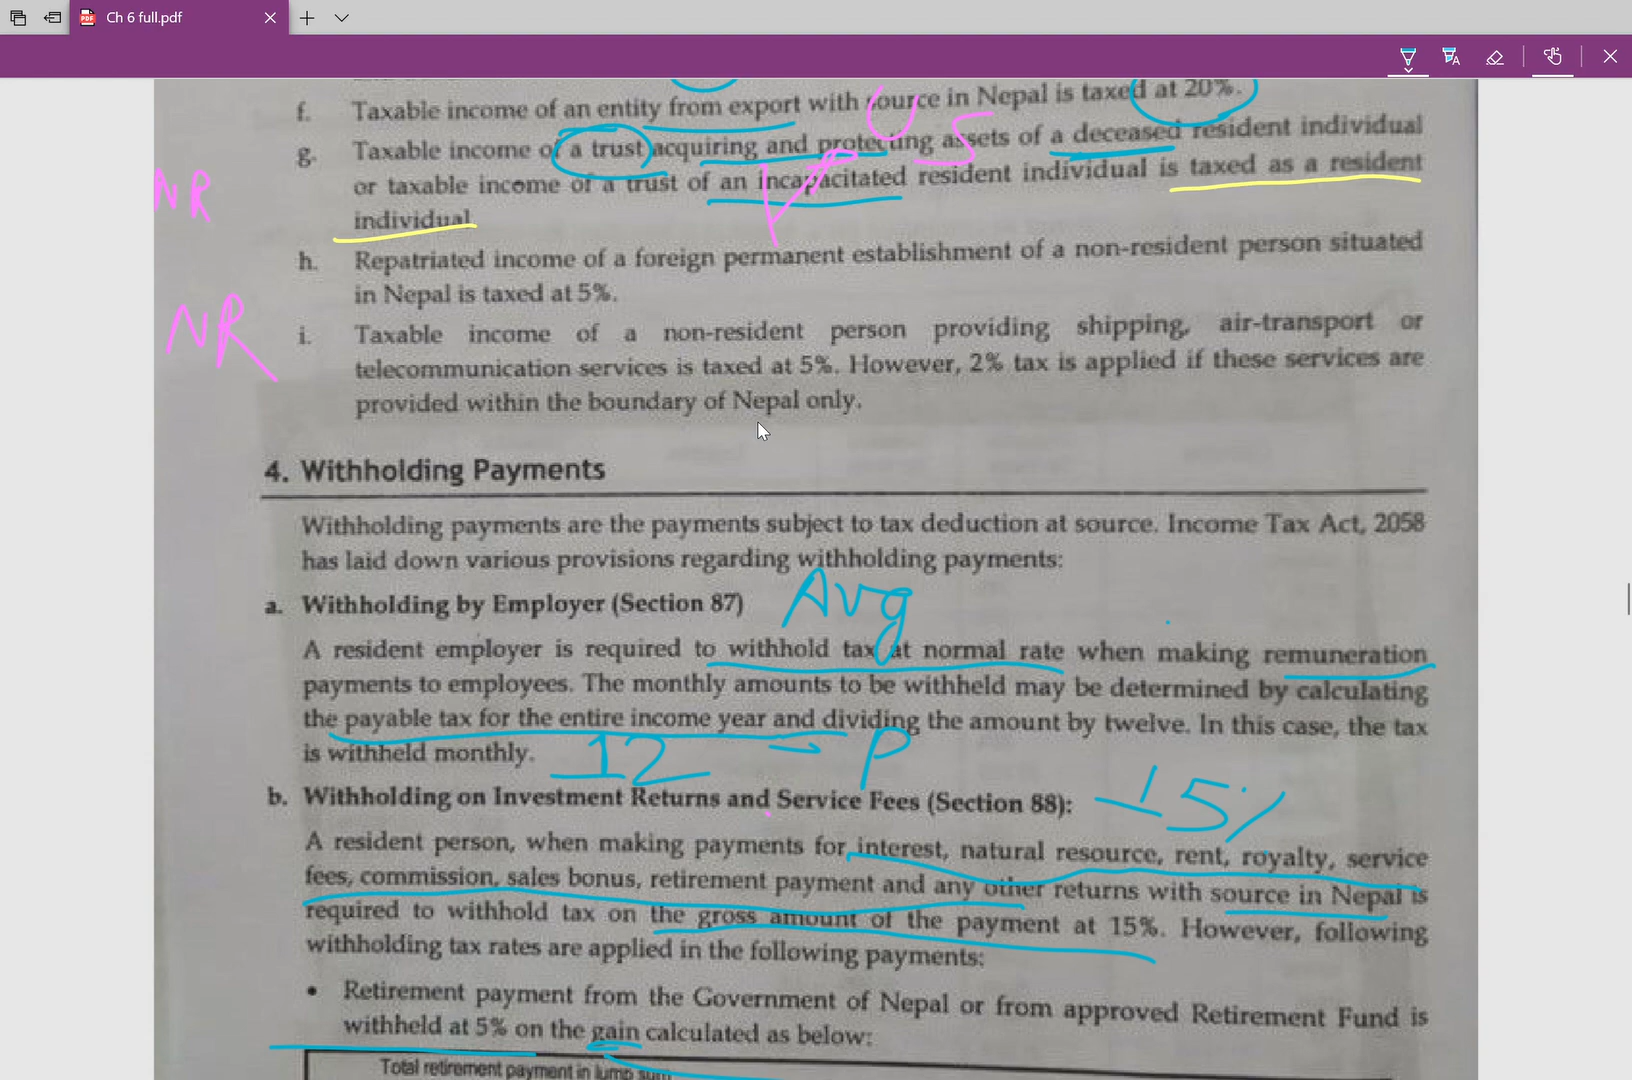 Ch 6 full.pdf
f. Taxable income of an entity from export with source in Nepal is taxed at 20%.
g. Taxable income of a trust acquiring and protecting assets of a deceased resident individual
or taxable income of a trust of an incapacitated resident individual is taxed as a resident
individual.
NR
h. Repatriated income of a foreign permanent establishment of a non-resident person situated
in Nepal is taxed at 5%.
NR
i. Taxable income of a non-resident person providing shipping, air-transport or
telecommunication services is taxed at 5%. However, 2% tax is applied if these services are
provided within the boundary of Nepal only.
4. Withholding Payments
Withholding payments are the payments subject to tax deduction at source. Income Tax Act, 2058
has laid down various provisions regarding withholding payments:
a. Withholding by Employer (Section 87) Avg
A resident employer is required to withhold tax at normal rate when making remuneration
payments to employees. The monthly amounts to be withheld may be determined by calculating
the payable tax for the entire income year and dividing the amount by twelve. In this case, the tax
is withheld monthly. 12 P
b. Withholding on Investment Returns and Service Fees (Section 88): 15%
A resident person, when making payments for interest, natural resource, rent, royalty, service
fees, commission, sales bonus, retirement payment and any other returns with source in Nepal is
required to withhold tax on the gross amount of the payment at 15%. However, following
withholding tax rates are applied in the following payments:
• Retirement payment from the Government of Nepal or from approved Retirement Fund is
withheld at 5% on the gain calculated as below:
Total retirement payment in lump sum